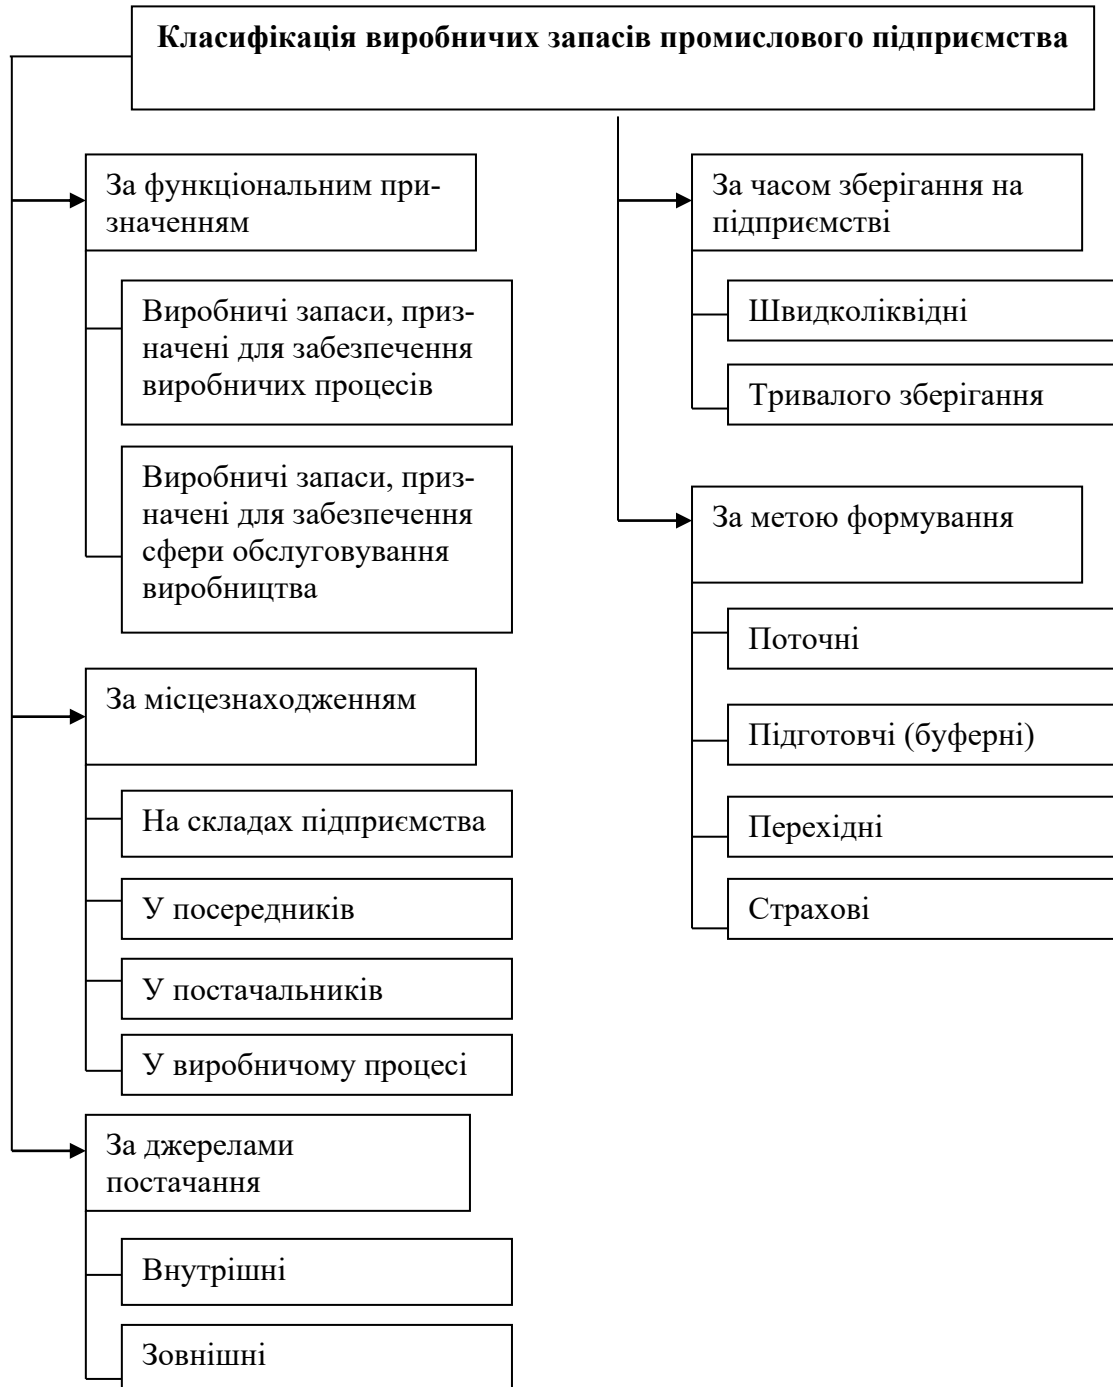 Класифікація виробничих запасів промислового підприємства
За функціональним при-
значенням
Виробничі запаси, приз-
начені для забезпечення
виробничих процесів
Виробничі запаси, приз-
начені для забезпечення
сфери обслуговування
виробництва
За місцезнаходженням
На складах підприємства
У посередників
У постачальників
У виробничому процесі
За джерелами
постачання
Внутрішні
Зовнішні
За часом зберігання на
підприємстві
Швидколіквідні
Тривалого зберігання
За метою формування
Поточні
Підготовчі (буферні)
Перехідні
Страхові